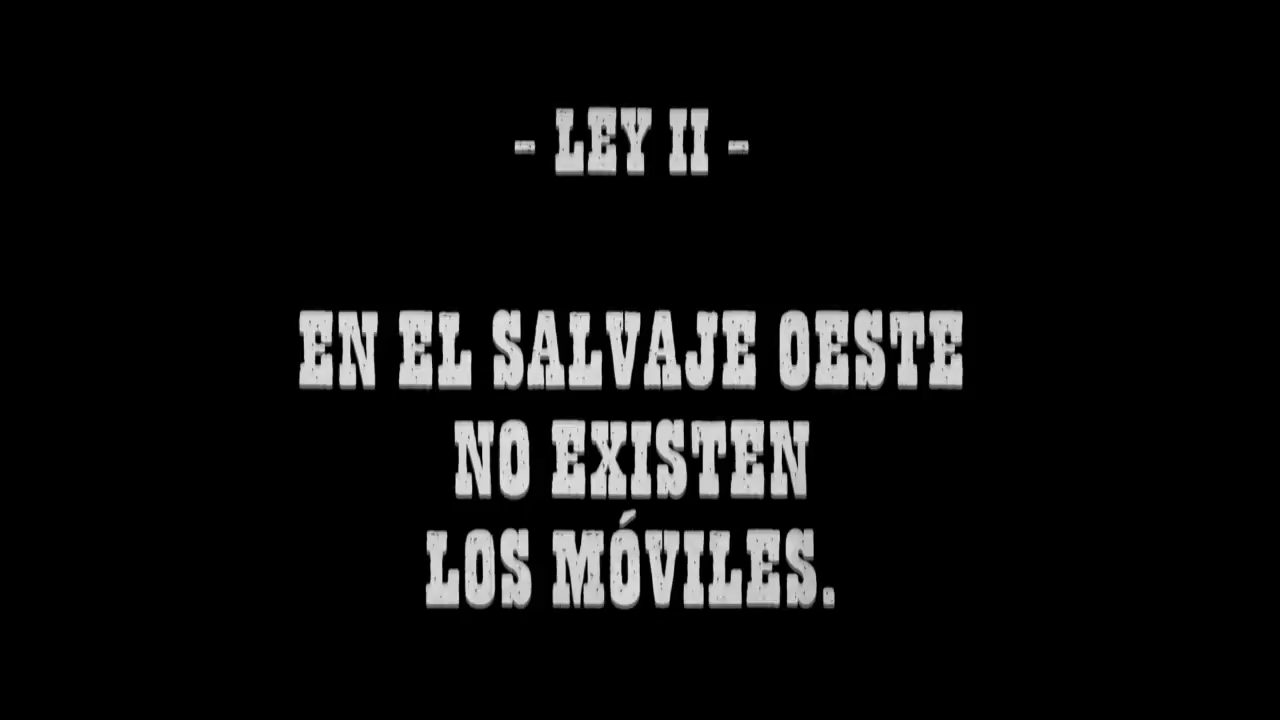 - LEY II -
EN EL SALVAJE OESTE
NO EXISTEN
LOS MÓVILES.